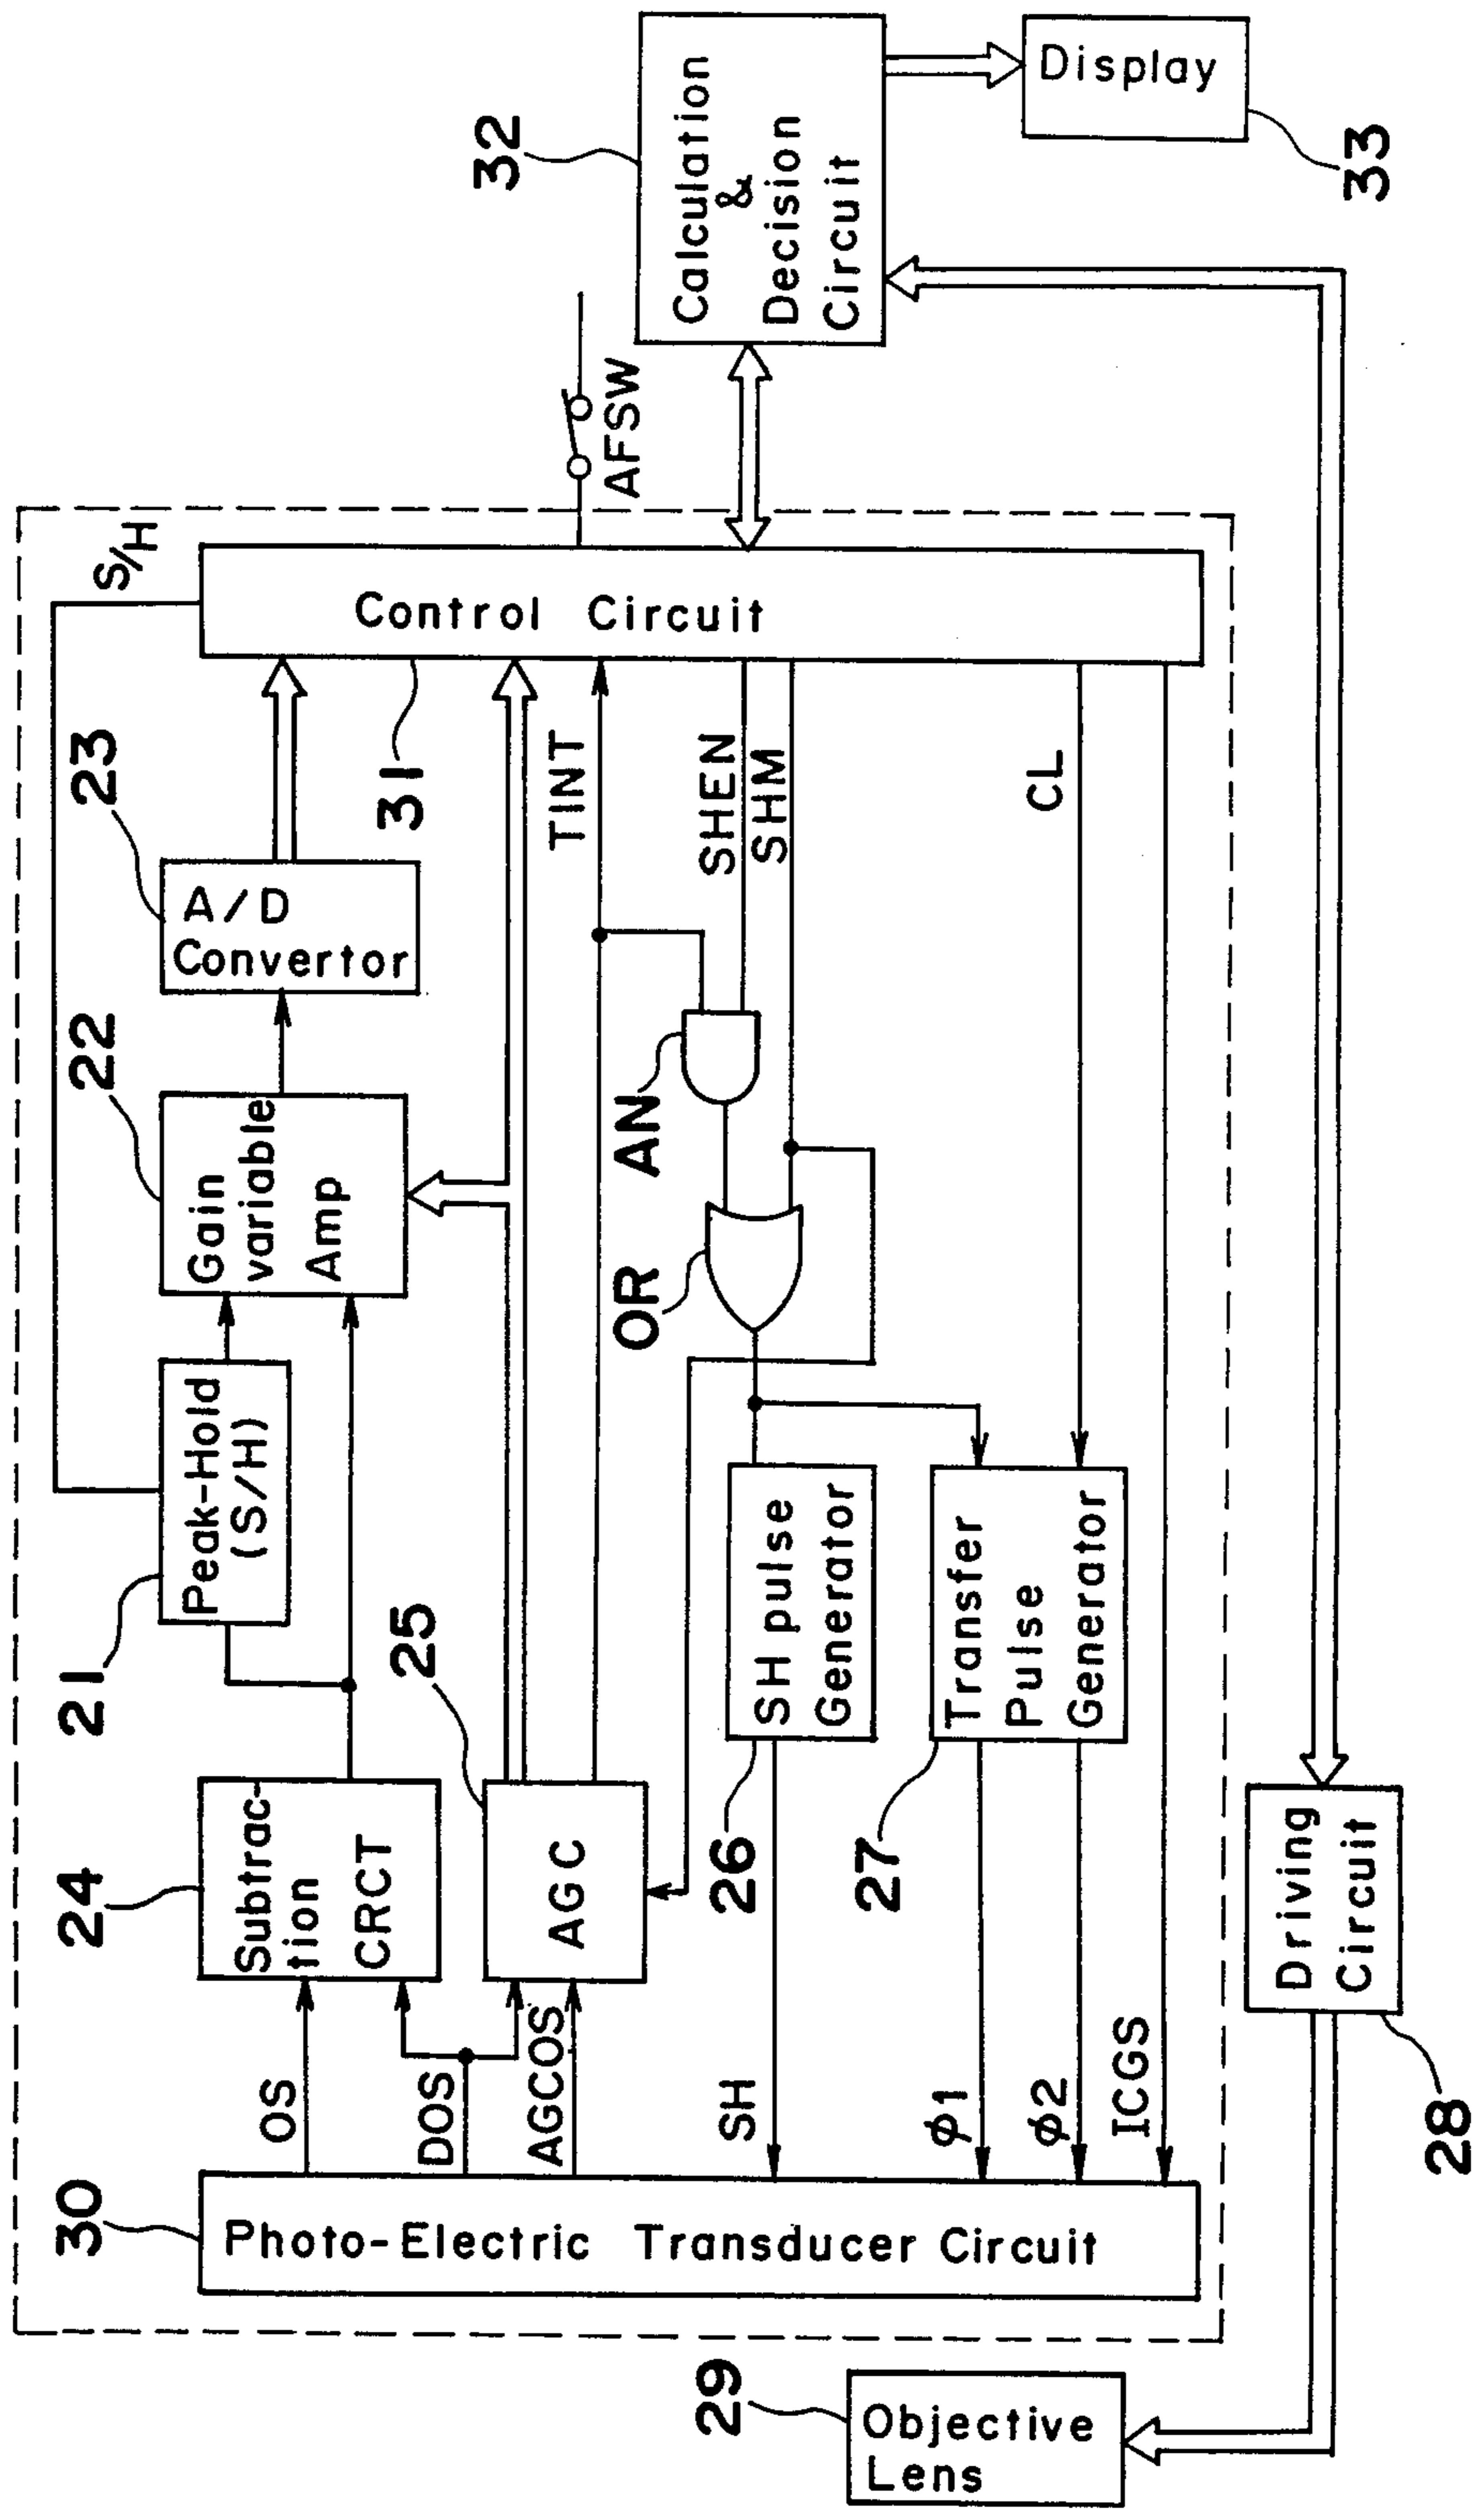 30
Photo-Electric Transducer Circuit
OS
DOS
AGCOS
SH
φ1
φ2
ICGS
24
Subtrac-
tion
CRCT
25
AGC
21
Peak-Hold
(S/H)
22
Gain
variable
Amp
23
A/D
Convertor
S/H
31
Control Circuit
TINT
SHEN
SHM
CL
AN
OR
26
SH pulse
Generator
27
Transfer
Pulse
Generator
AFSW
32
Calculation
&
Decision
Circuit
Display
33
29
Objective
Lens
Driving
Circuit
28